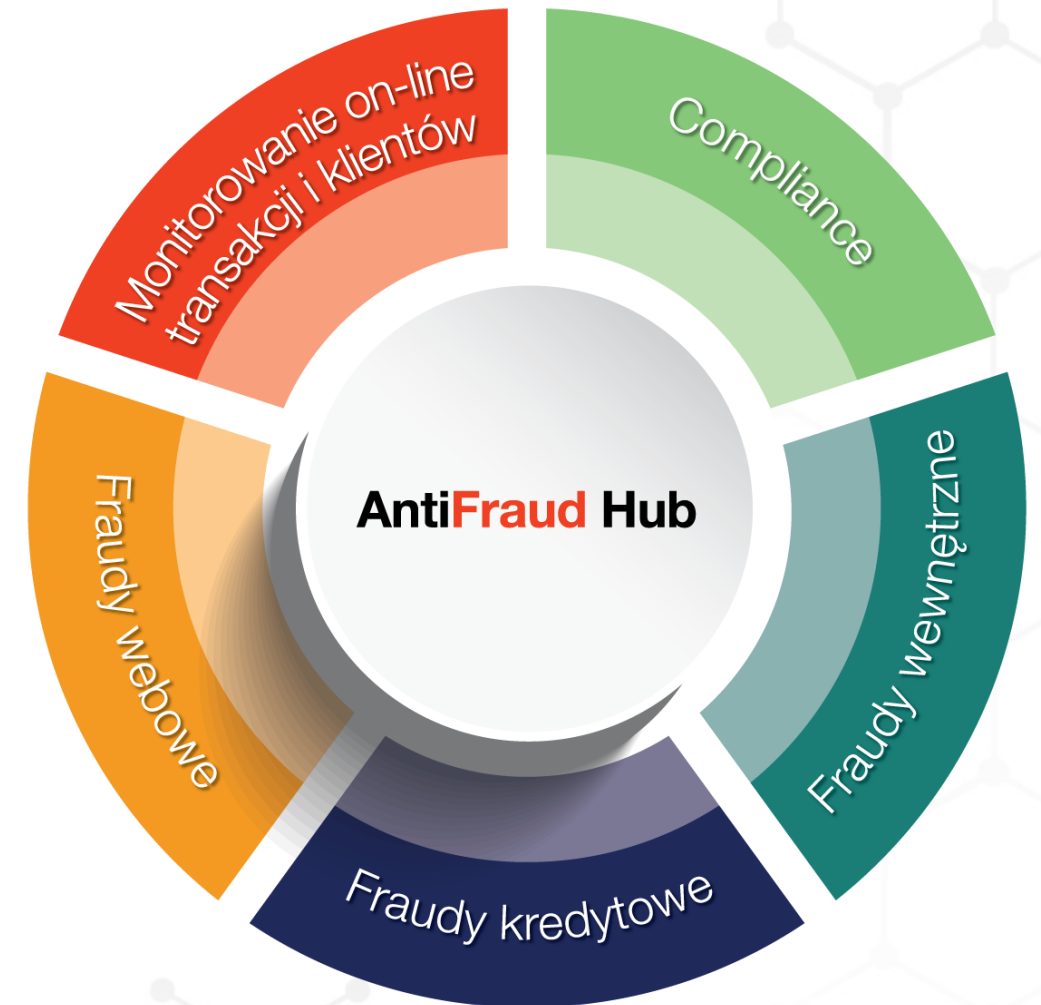 Monitorowanie on-line
transakcji i klientów
Compliance
Fraudy wewnętrzne
Fraudy kredytowe
Fraudy webowe
AntiFraud Hub